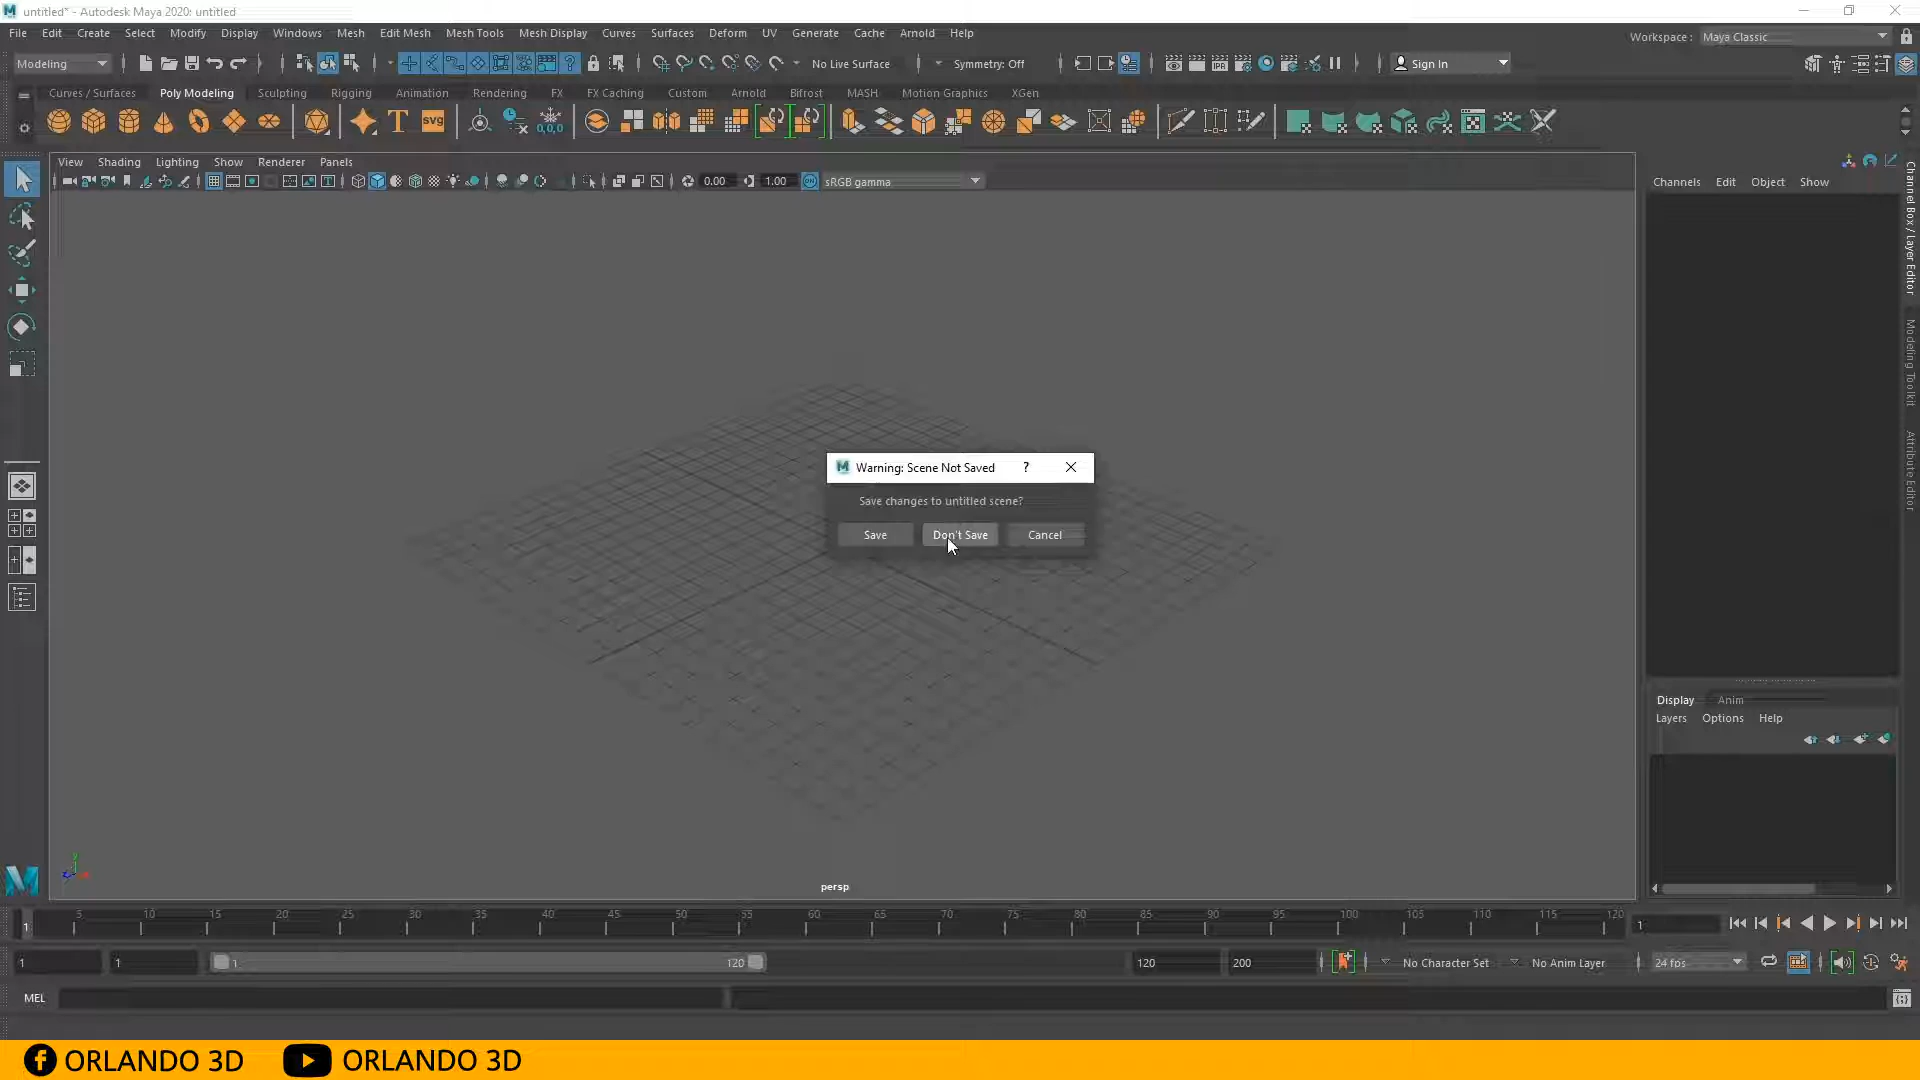 untitled* - Autodesk Maya 2020: untitled
File Edit Create Select Modify Display Windows Mesh Edit Mesh Mesh Tools Mesh Display Curves Surfaces Deform UV Generate Cache Arnold Help
Workspace : Maya Classic
Modeling No Live Surface Symmetry: Off Sign In
Curves / Surfaces Poly Modeling Sculpting Rigging Animation Rendering FX FX Caching Custom Arnold Bifrost MASH Motion Graphics XGen
T SVG 0,0,0
View Shading Lighting Show Renderer Panels
0.00 1.00 ON sRGB gamma
Channels Edit Object Show
Channel Box / Layer Editor
Modeling Toolkit
Attribute Editor
Warning: Scene Not Saved ?
Save changes to untitled scene?
Save Don't Save Cancel
Display Anim
Layers Options Help
persp
5 10 15 20 25 30 35 40 45 50 55 60 65 70 75 80 85 90 95 100 105 110 115 120
1 1
1 1 1 120 120 200 No Character Set No Anim Layer 24 fps
MEL
ORLANDO 3D ORLANDO 3D